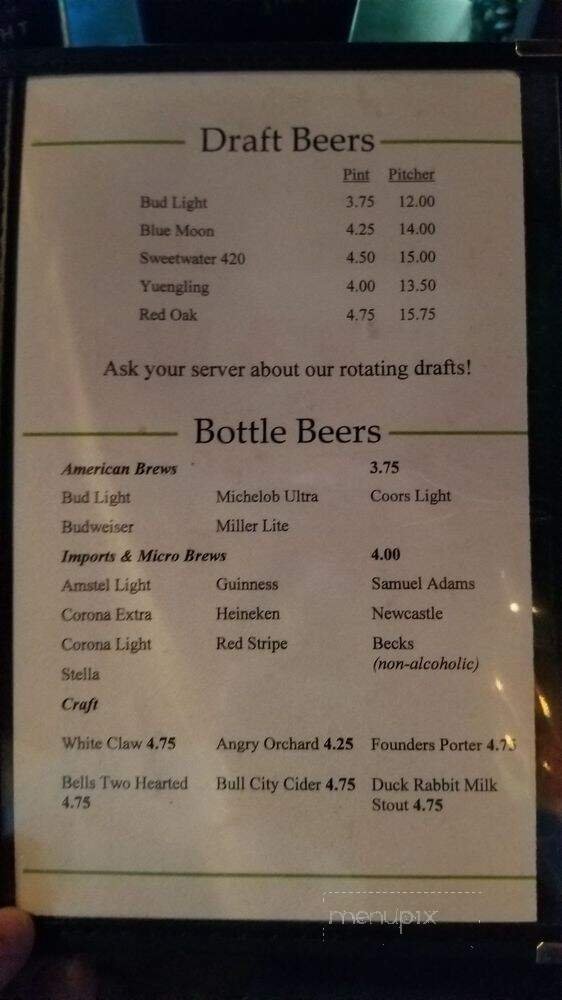 HT
Draft Beers
Pint Pitcher
Bud Light 3.75 12.00
Blue Moon 4.25 14.00
Sweetwater 420 4.50 15.00
Yuengling 4.00 13.50
Red Oak 4.75 15.75
Ask your server about our rotating drafts!
Bottle Beers
American Brews 3.75
Bud Light Michelob Ultra Coors Light
Budweiser Miller Lite
Imports & Micro Brews 4.00
Amstel Light Guinness Samuel Adams
Corona Extra Heineken Newcastle
Corona Light Red Stripe Becks
(non-alcoholic)
Stella
Craft
White Claw 4.75 Angry Orchard 4.25 Founders Porter 4.75
Bells Two Hearted Bull City Cider 4.75 Duck Rabbit Milk
4.75 Stout 4.75
menupix